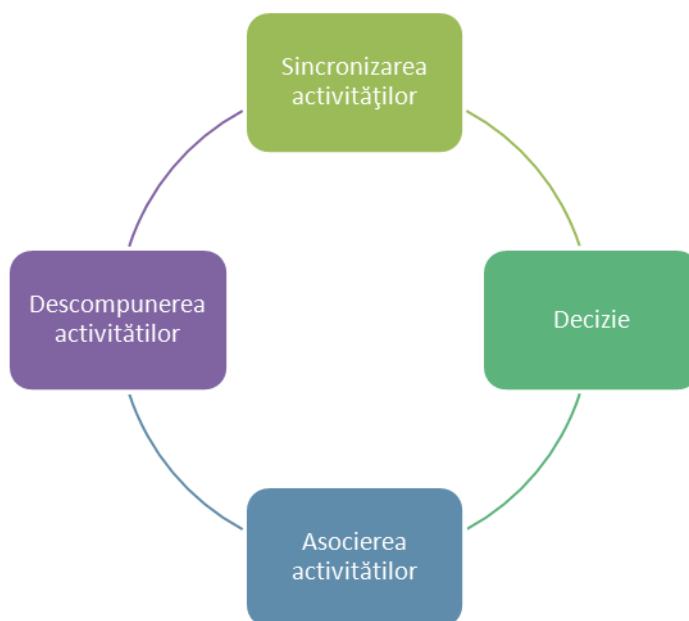 Sincronizarea
activităţilor
Descompunerea
activitătilor
Decizie
Asocierea
activitătilor